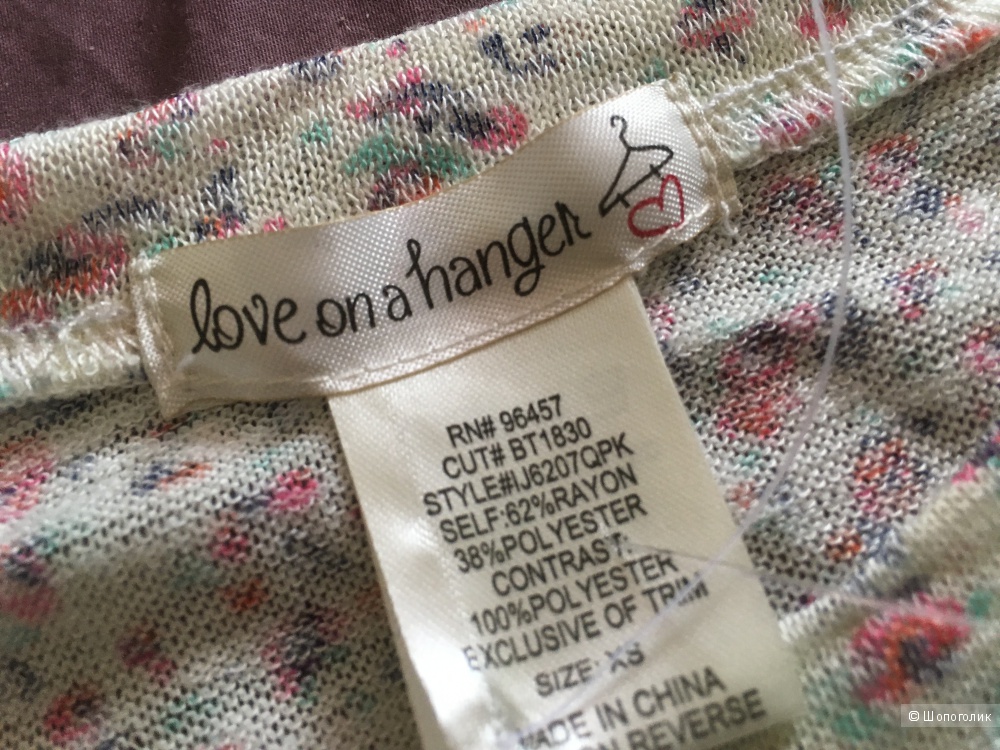 love on a hanger
RN# 96457
CUT# BT1830
STYLE#IJ6207QPK
SELF:62%RAYON
38%POLYESTER
CONTRAST:
100%POLYESTER
EXCLUSIVE OF TRIM
SIZE: XS
MADE IN CHINA
ON REVERSE
© Шопоголик